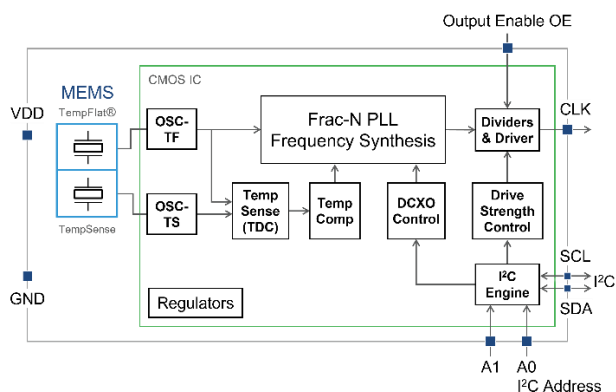 Output Enable OE
CMOS IC
MEMS
TempFlat®
VDD
OSC-
TF
Frac-N PLL
Frequency Synthesis
Dividers
& Driver
CLK
OSC-
TS
TempSense
Temp
Sense
(TDC)
Temp
Comp
DCXO
Control
Drive
Strength
Control
GND
Regulators
I²C
Engine
SCL
I²C
SDA
A1
A0
I²C Address